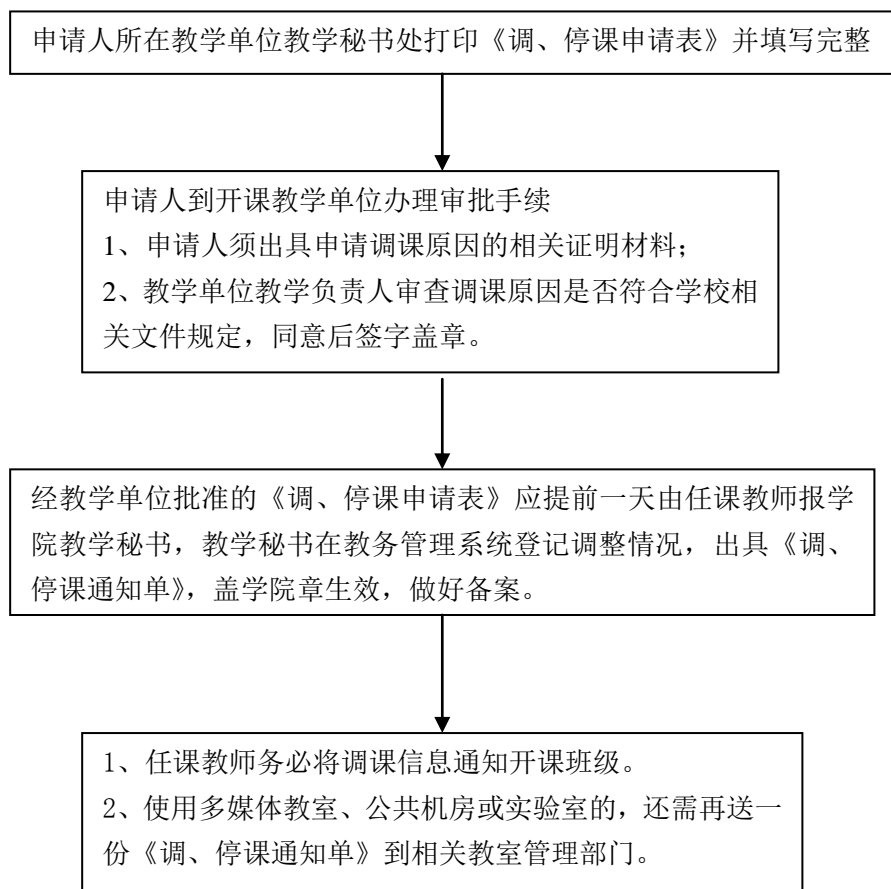 申请人所在教学单位教学秘书处打印《调、停课申请表》并填写完整
申请人到开课教学单位办理审批手续
1、申请人须出具申请调课原因的相关证明材料；
2、教学单位教学负责人审查调课原因是否符合学校相
关文件规定，同意后签字盖章。
经教学单位批准的《调、停课申请表》应提前一天由任课教师报学
院教学秘书，教学秘书在教务管理系统登记调整情况，出具《调、
停课通知单》，盖学院章生效，做好备案。
1、任课教师务必将调课信息通知开课班级。
2、使用多媒体教室、公共机房或实验室的，还需再送一
份《调、停课通知单》到相关教室管理部门。